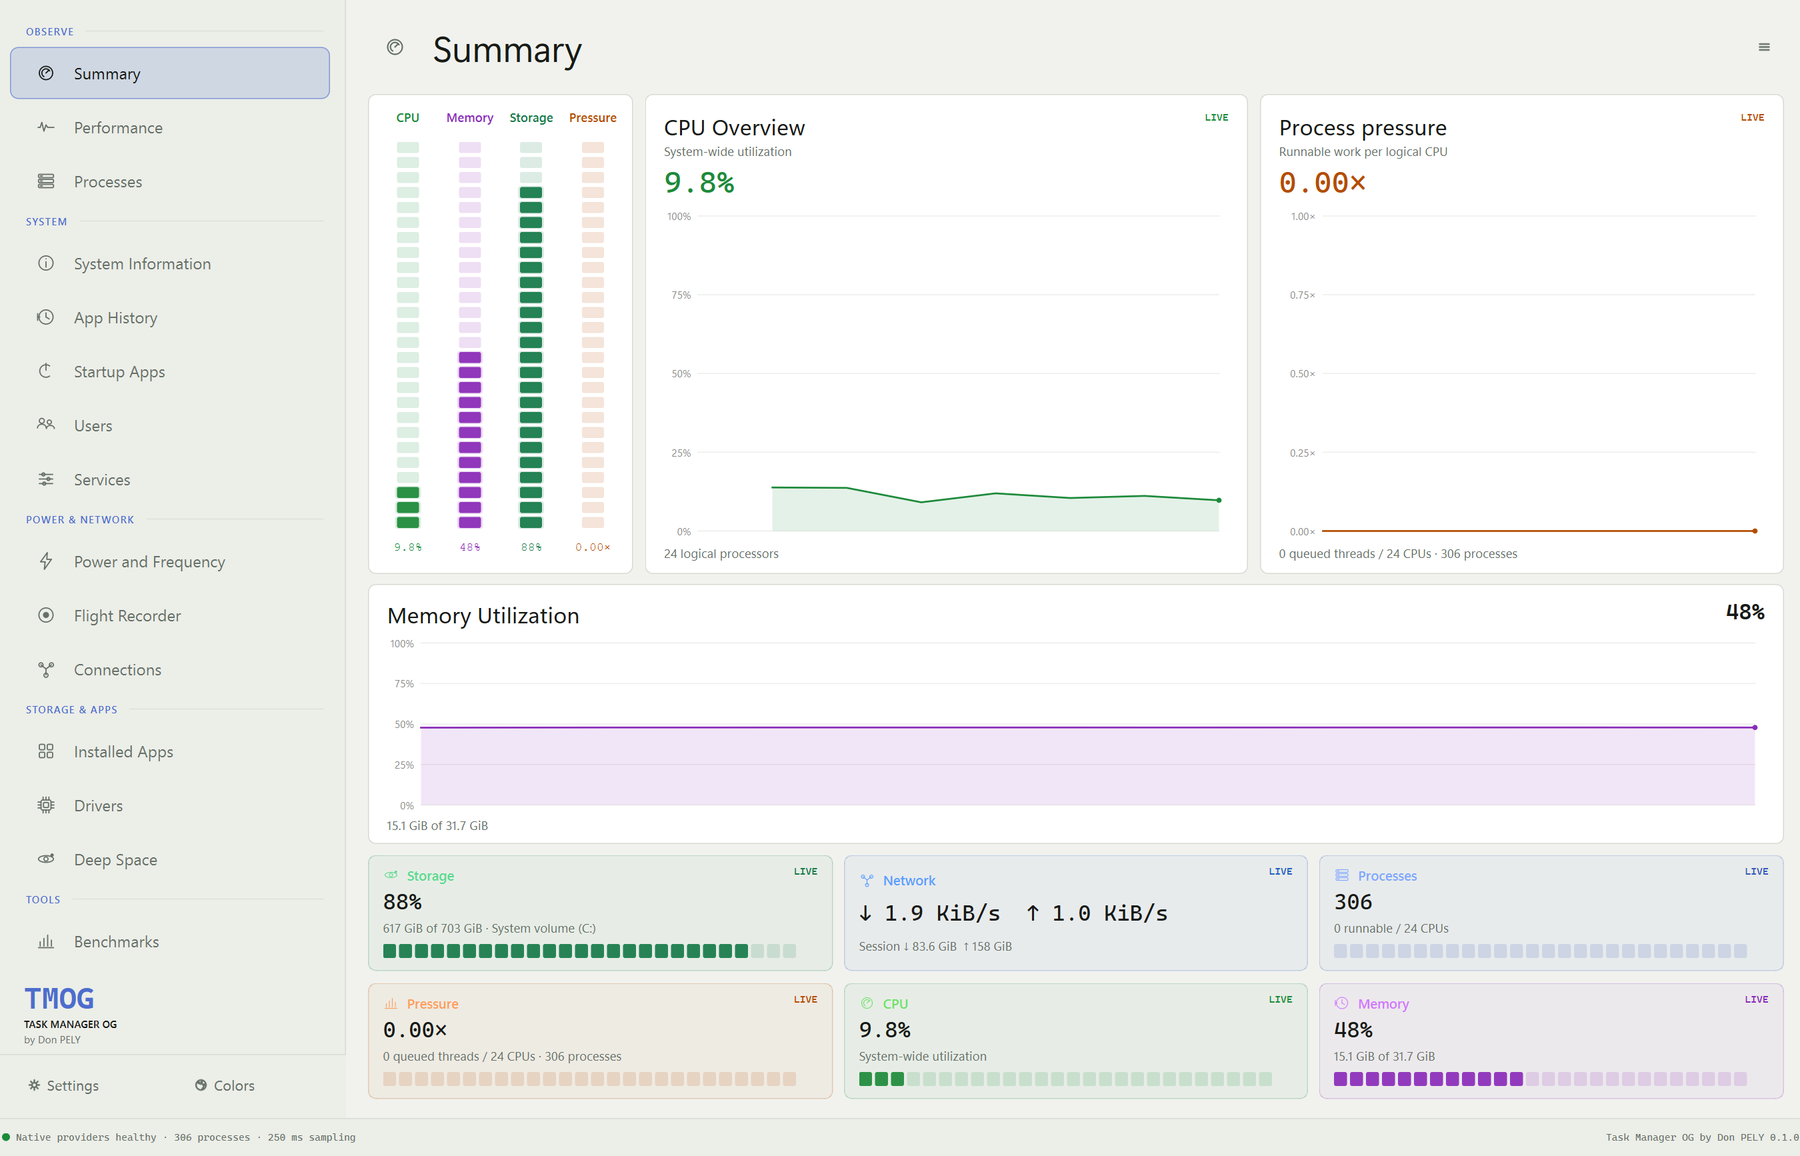 OBSERVE
Summary
Performance
Processes
SYSTEM
System Information
App History
Startup Apps
Users
Services
POWER & NETWORK
Power and Frequency
Flight Recorder
Connections
STORAGE & APPS
Installed Apps
Drivers
Deep Space
TOOLS
Benchmarks
TMOG
TASK MANAGER OG
by Don PELY
Settings
Colors
Summary
CPU Memory Storage Pressure
9.8% 48% 88% 0.00×
CPU Overview
LIVE
System-wide utilization
9.8%
100%
75%
50%
25%
0%
24 logical processors
Process pressure
LIVE
Runnable work per logical CPU
0.00×
1.00×
0.75×
0.50×
0.25×
0.00×
0 queued threads / 24 CPUs · 306 processes
Memory Utilization
48%
100%
75%
50%
25%
0%
15.1 GiB of 31.7 GiB
Storage
LIVE
88%
617 GiB of 703 GiB · System volume (C:)
Network
LIVE
↓ 1.9 KiB/s ↑ 1.0 KiB/s
Session ↓ 83.6 GiB ↑ 158 GiB
Processes
LIVE
306
0 runnable / 24 CPUs
Pressure
LIVE
0.00×
0 queued threads / 24 CPUs · 306 processes
CPU
LIVE
9.8%
System-wide utilization
Memory
LIVE
48%
15.1 GiB of 31.7 GiB
Native providers healthy · 306 processes · 250 ms sampling
Task Manager OG by Don PELY 0.1.0